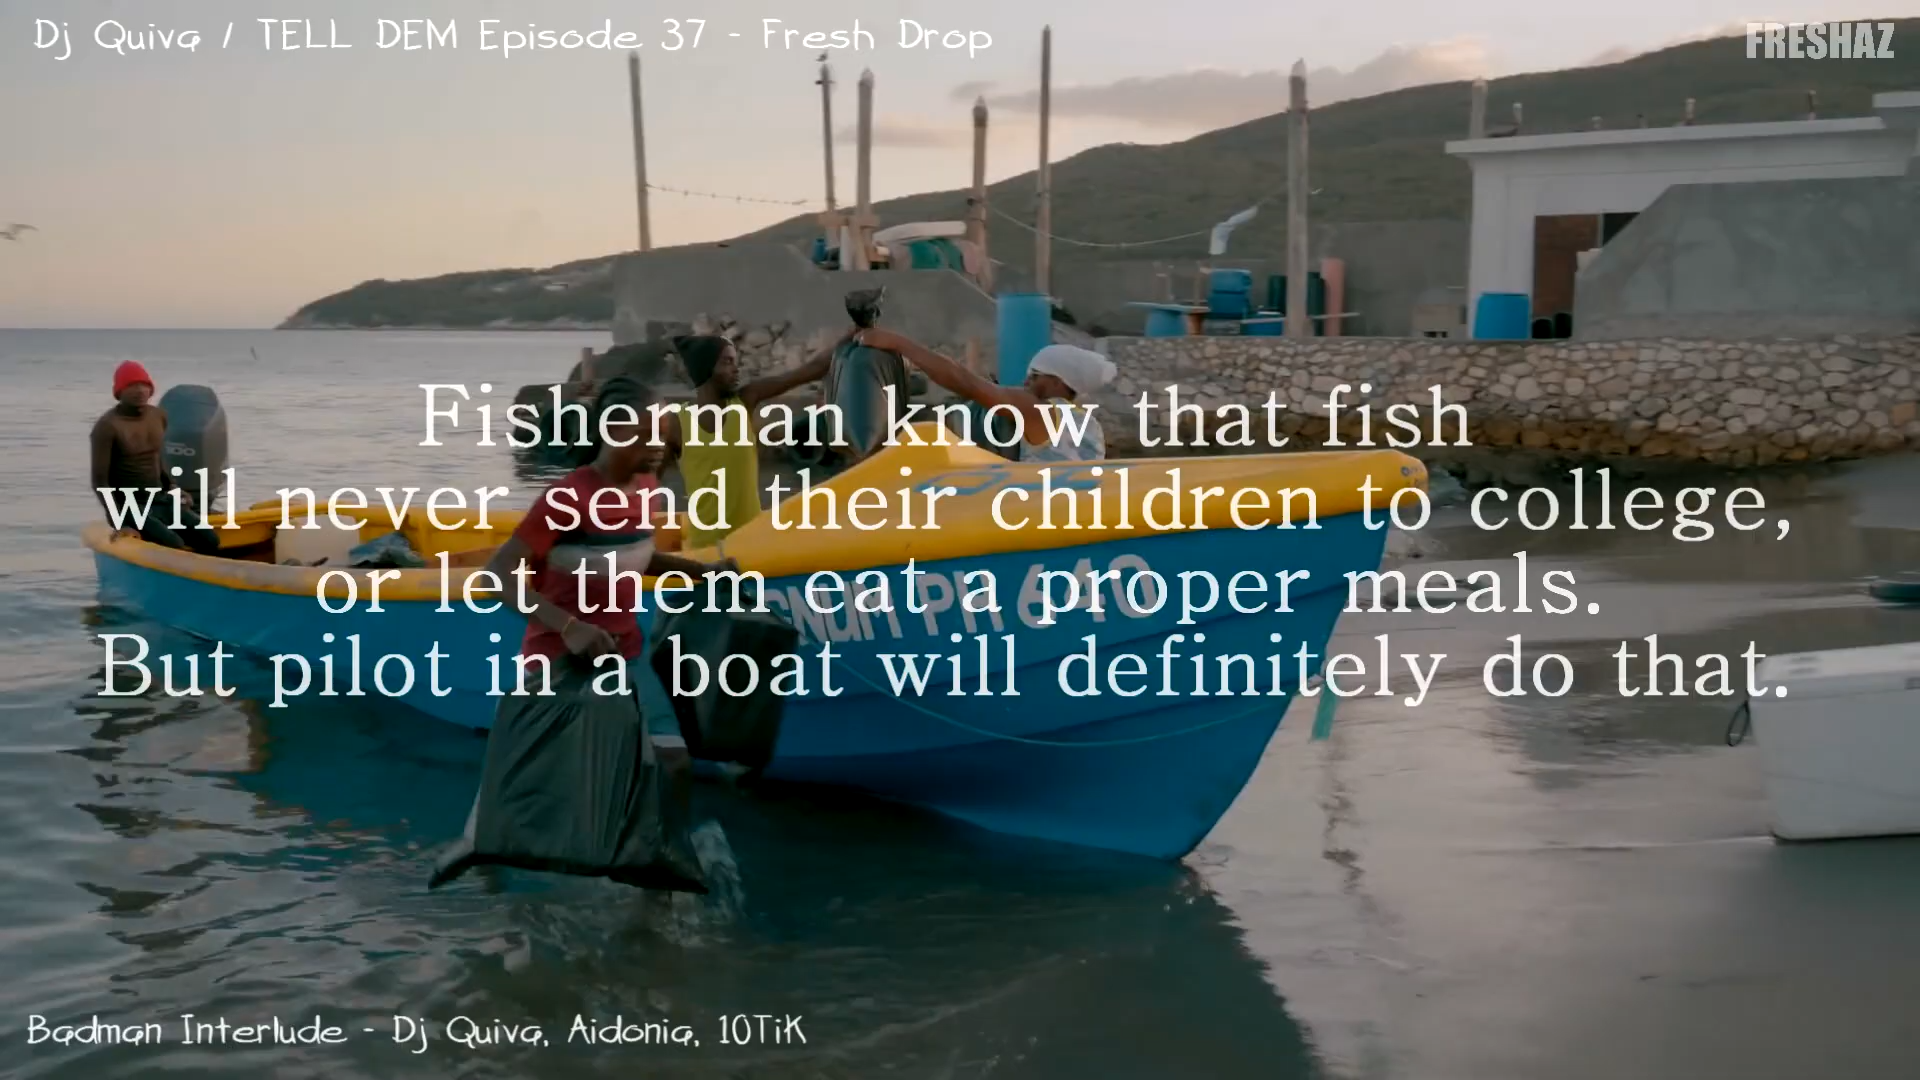 Dj Quiva / TELL DEM Episode 37 - Fresh Drop
FRESHAZ
Fisherman know that fish
will never send their children to college,
or let them eat a proper meals.
But pilot in a boat will definitely do that.
PH 640
Badman Interlude - Dj Quiva, Aidonia, 10TiK